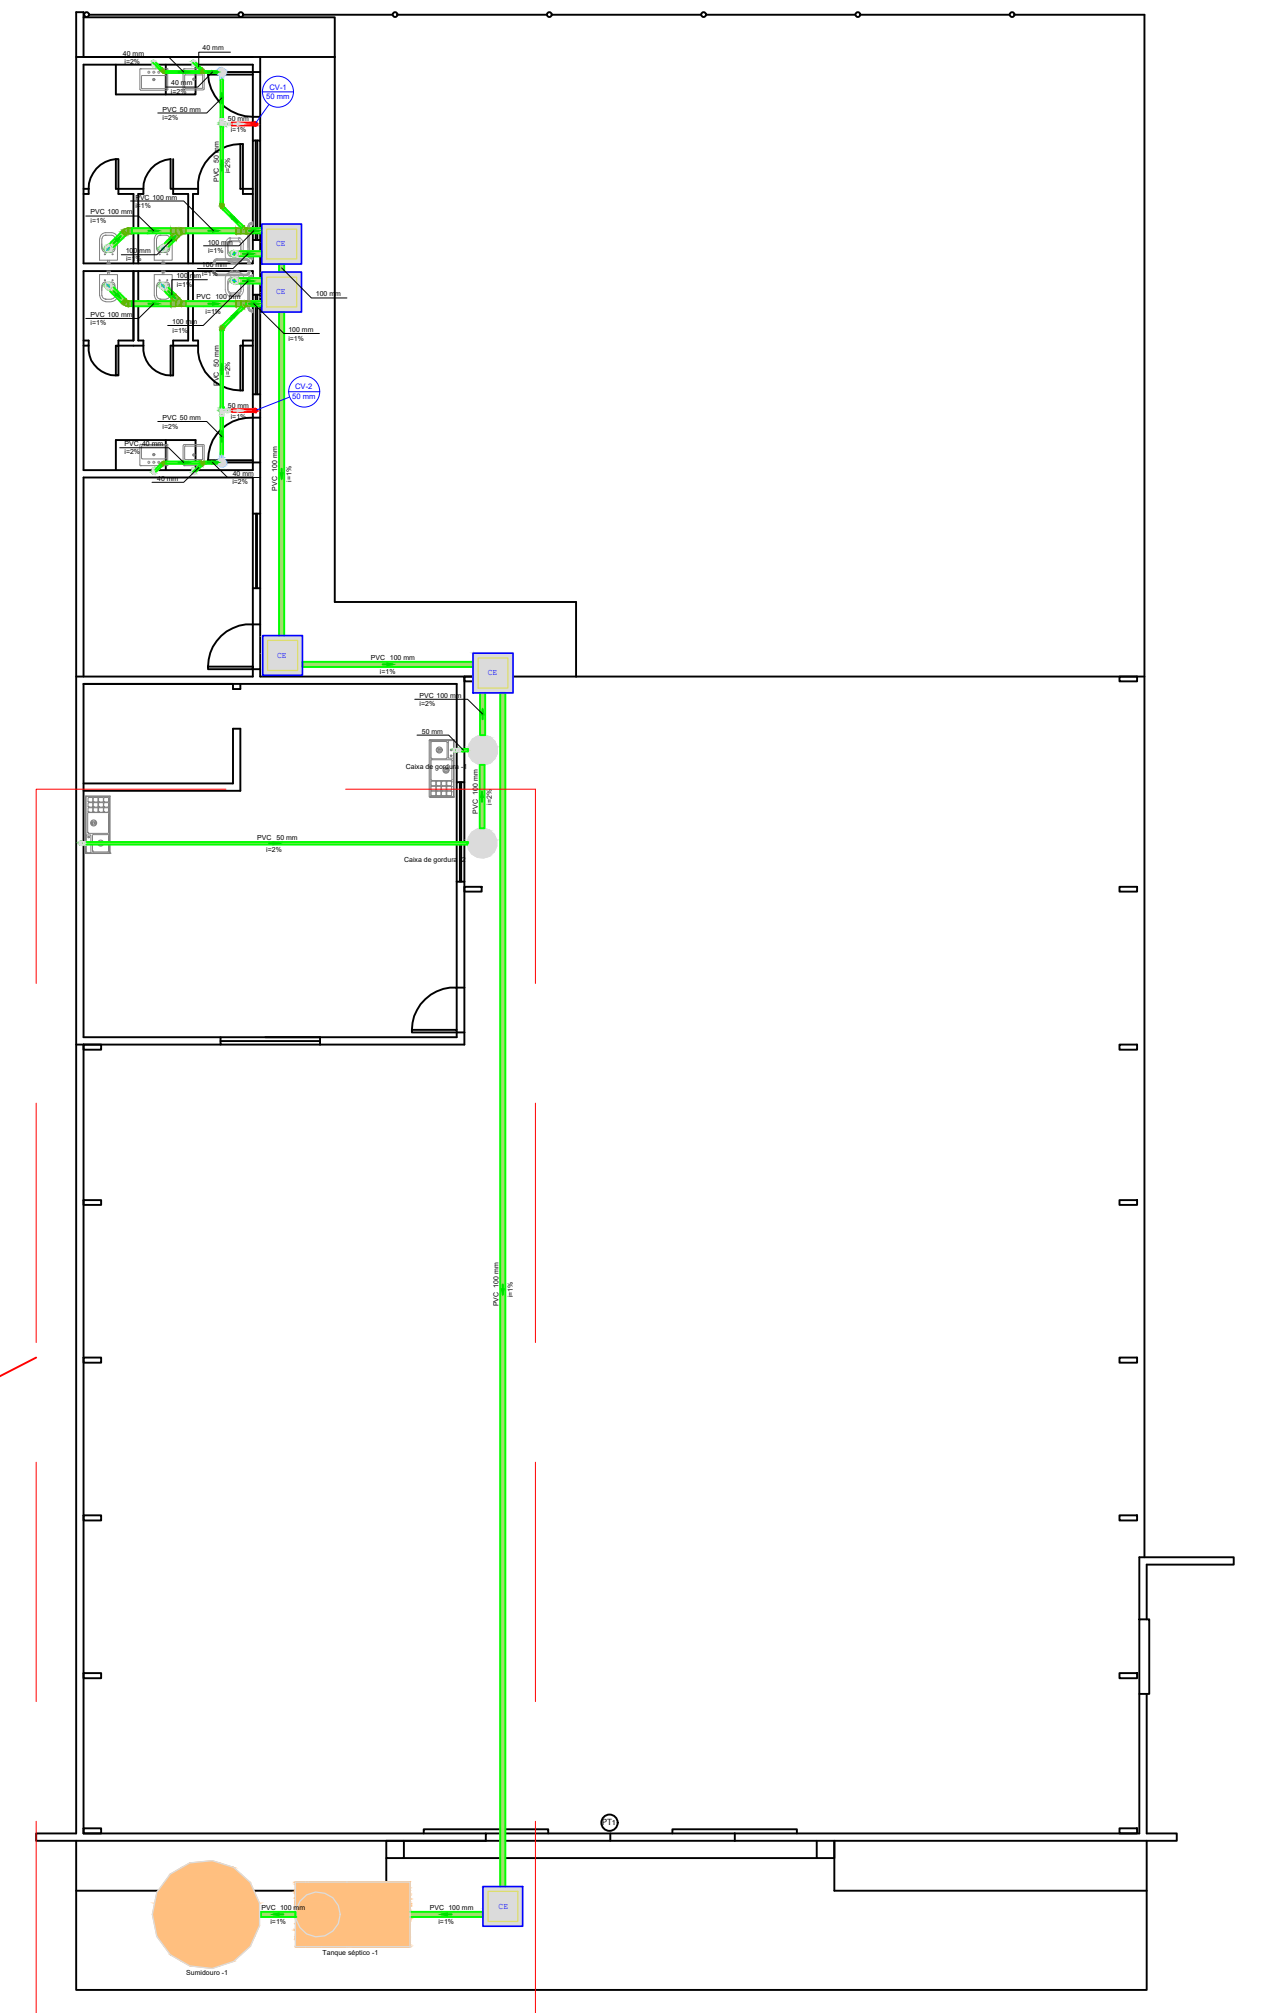 40 mm
i=2%
40 mm
40 mm
i=2%
CV-1
50 mm
PVC 50 mm
i=2%
50 mm
i=1%
PVC 50 mm
i=2%
PVC 100 mm
i=1%
PVC 100 mm
i=1%
100 mm
i=1%
100 mm
i=1%
CE
100 mm
i=1%
100 mm
i=1%
CE
PVC 100 mm
i=1%
100 mm
PVC 100 mm
i=1%
100 mm
i=1%
100 mm
i=1%
PVC 50 mm
i=2%
CV-2
50 mm
50 mm
i=1%
PVC 50 mm
i=2%
PVC 40 mm
i=2%
40 mm
40 mm
i=2%
PVC 100 mm
i=1%
CE
PVC 100 mm
i=1%
CE
PVC 100 mm
i=2%
50 mm
Caixa de gordura -1
PVC 100 mm
i=2%
PVC 50 mm
i=2%
Caixa de gordura
PVC 100 mm
i=1%
PT1
CE
PVC 100 mm
i=1%
PVC 100 mm
i=1%
Tanque séptico -1
Sumidouro -1